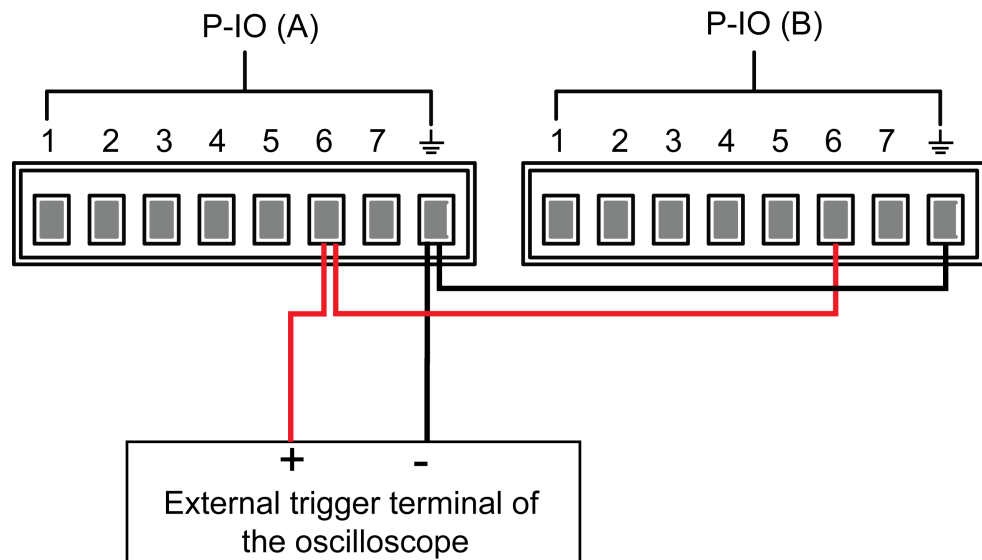 P-IO (A)
P-IO (B)
1 2 3 4 5 6 7
1 2 3 4 5 6 7
+ -
External trigger terminal of
the oscilloscope